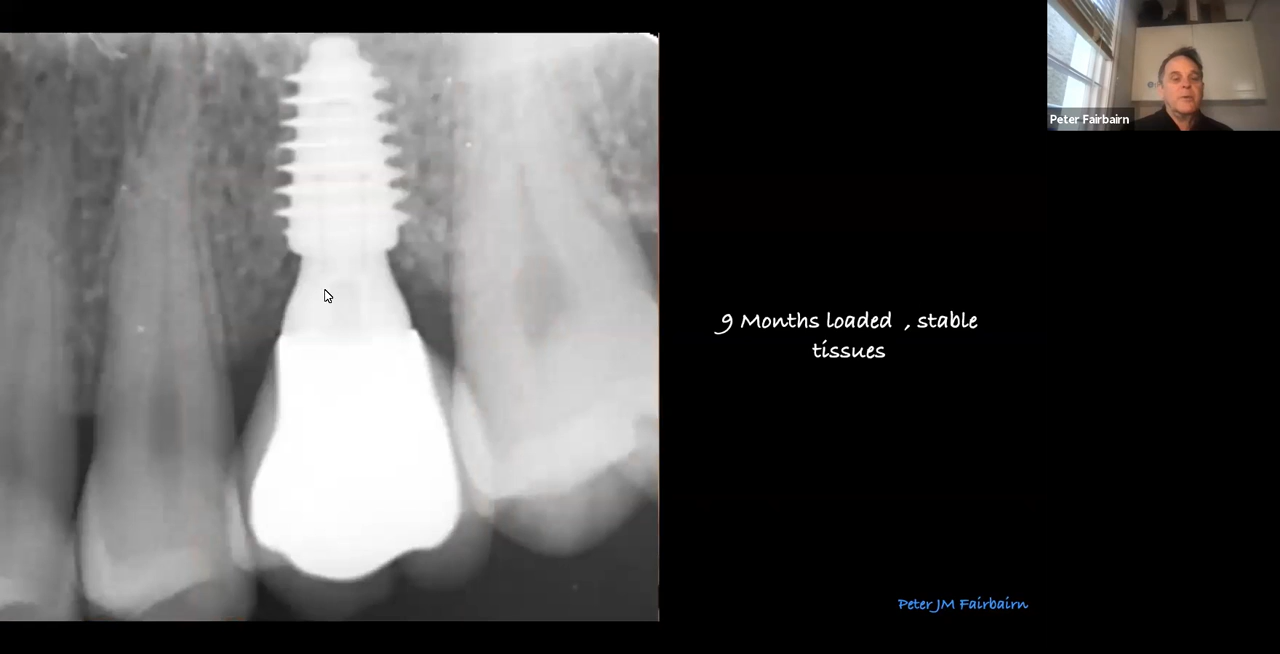 Peter Fairbairn
9 Months loaded , stable
tissues
Peter JM Fairbairn